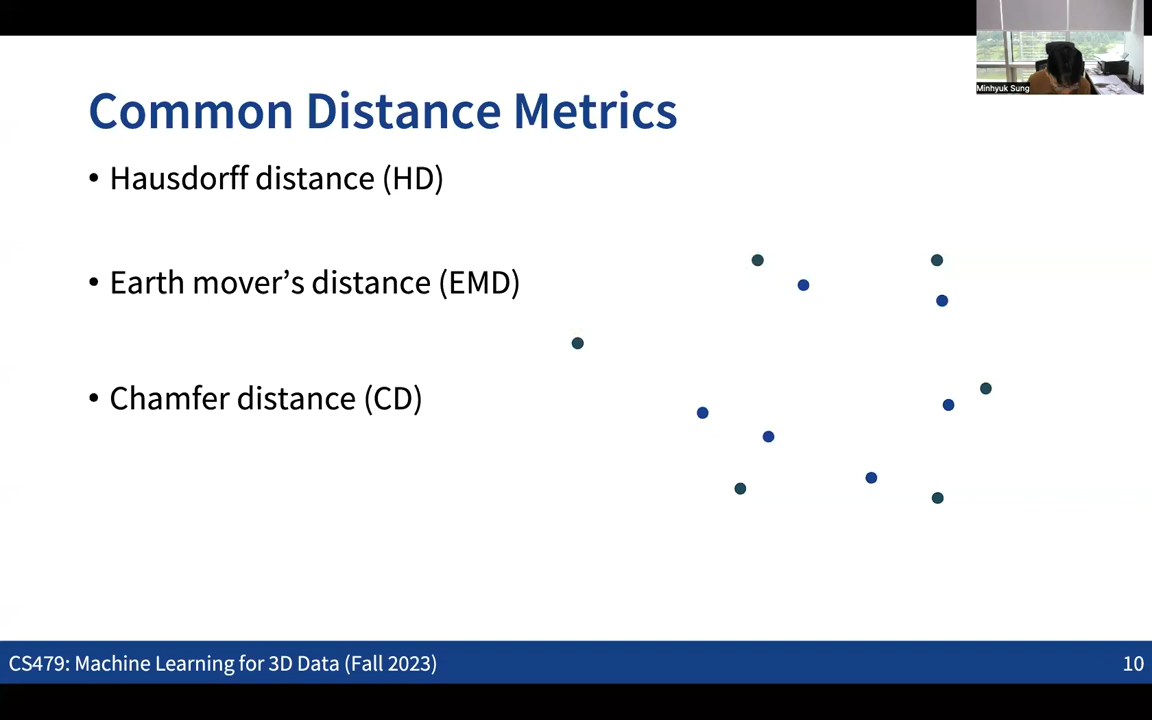 Minhyuk Sung
Common Distance Metrics
• Hausdorff distance (HD)
• Earth mover’s distance (EMD)
• Chamfer distance (CD)
CS479: Machine Learning for 3D Data (Fall 2023)
10